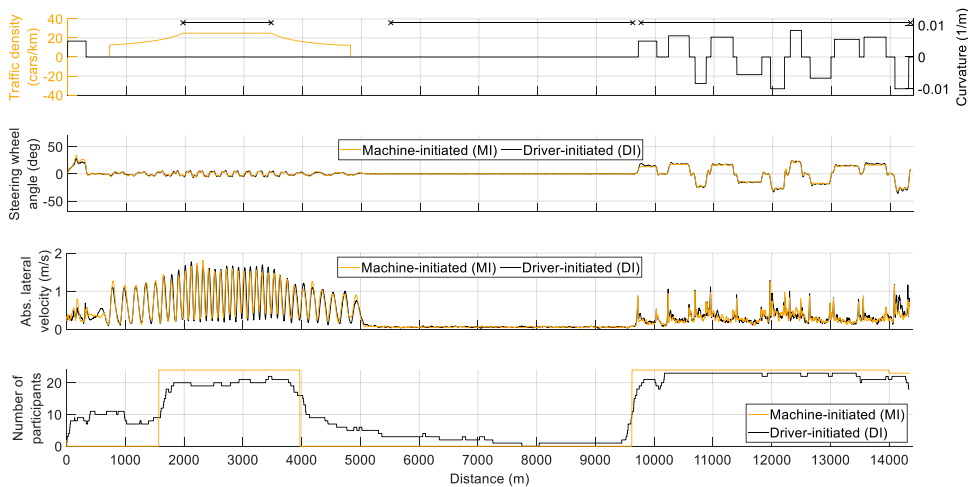 Traffic density
(cars/km)
40
20
0
-20
-40
0.01
0
-0.01
Curvature (1/m)
Steering wheel
angle (deg)
50
0
-50
Machine-initiated (MI) Driver-initiated (DI)
Abs. lateral
velocity (m/s)
2
1
0
Machine-initiated (MI) Driver-initiated (DI)
Number of
participants
20
10
0
Machine-initiated (MI)
Driver-initiated (DI)
0 1000 2000 3000 4000 5000 6000 7000 8000 9000 10000 11000 12000 13000 14000
Distance (m)